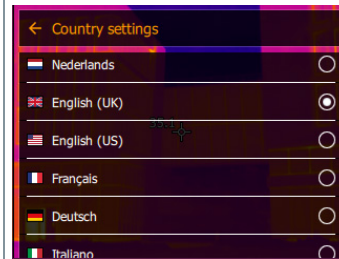 ← Country settings
Nederlands
English (UK)
English (US)
Français
Deutsch
Italiano